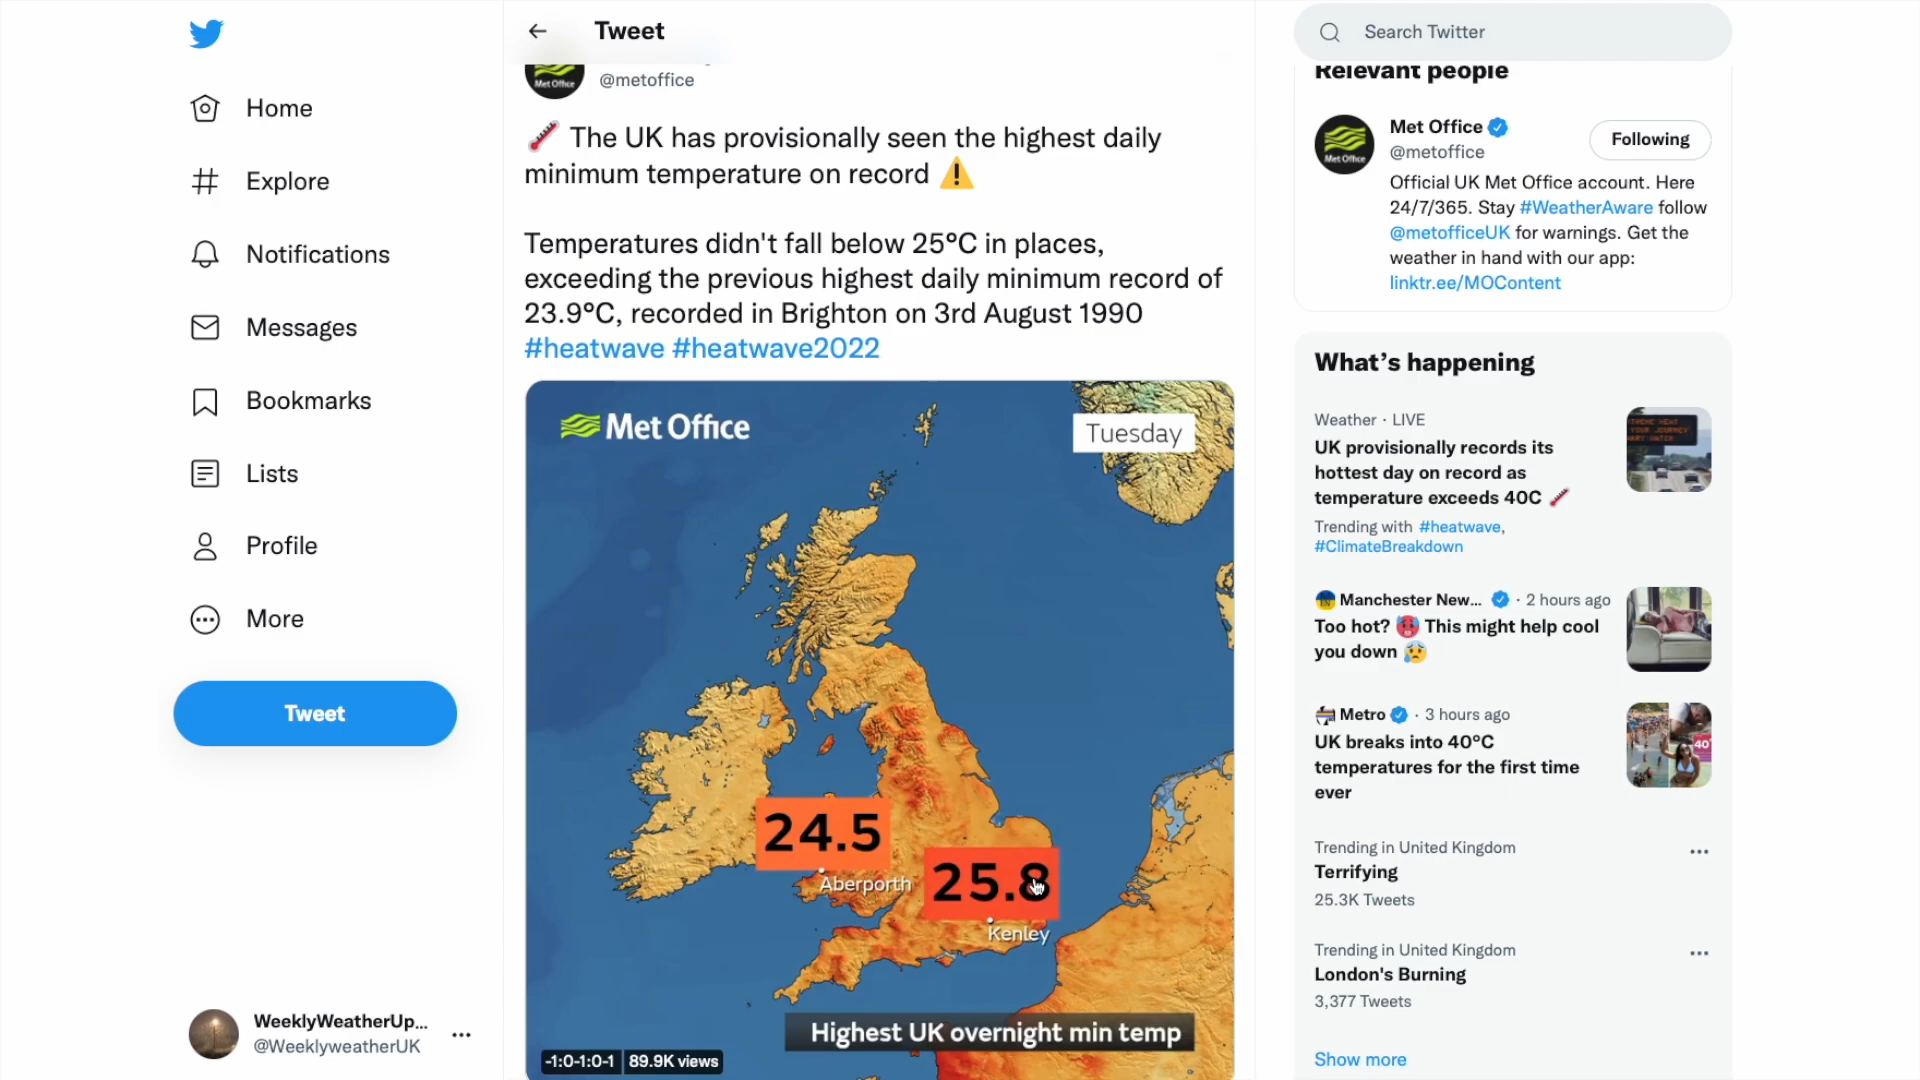 Home
Explore
Notifications
Messages
Bookmarks
Lists
Profile
More
Tweet
WeeklyWeatherUp...
@WeeklyweatherUK
Tweet
Met Office
@metoffice
The UK has provisionally seen the highest daily
minimum temperature on record
Temperatures didn't fall below 25°C in places,
exceeding the previous highest daily minimum record of
23.9°C, recorded in Brighton on 3rd August 1990
#heatwave #heatwave2022
Met Office
Tuesday
24.5
Aberporth
25.8
Kenley
Highest UK overnight min temp
-1:0-1:0-1
89.9K views
Search Twitter
Relevant people
Met Office
Met Office
@metoffice
Following
Official UK Met Office account. Here
24/7/365. Stay #WeatherAware follow
@metofficeUK for warnings. Get the
weather in hand with our app:
linktr.ee/MOContent
What's happening
Weather · LIVE
UK provisionally records its
hottest day on record as
temperature exceeds 40C
Trending with #heatwave,
#ClimateBreakdown
Manchester New... · 2 hours ago
Too hot? This might help cool
you down
Metro · 3 hours ago
UK breaks into 40°C
temperatures for the first time
ever
40
Trending in United Kingdom
Terrifying
25.3K Tweets
Trending in United Kingdom
London's Burning
3,377 Tweets
Show more